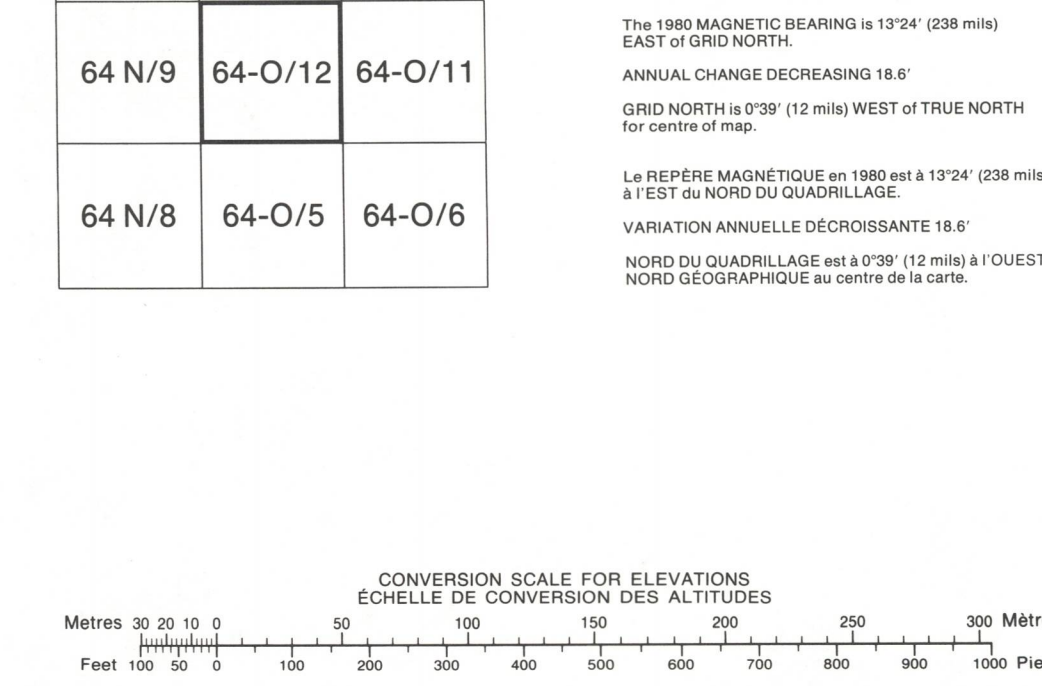 64 N/9 64-O/12 64-O/11
64 N/8 64-O/5 64-O/6
The 1980 MAGNETIC BEARING is 13°24′ (238 mils)
EAST of GRID NORTH.
ANNUAL CHANGE DECREASING 18.6′
GRID NORTH is 0°39′ (12 mils) WEST of TRUE NORTH
for centre of map.
Le REPÈRE MAGNÉTIQUE en 1980 est à 13°24′ (238 mils
à l'EST du NORD DU QUADRILLAGE.
VARIATION ANNUELLE DÉCROISSANTE 18.6′
NORD DU QUADRILLAGE est à 0°39′ (12 mils) à l'OUEST
NORD GÉOGRAPHIQUE au centre de la carte.
CONVERSION SCALE FOR ELEVATIONS
ÉCHELLE DE CONVERSION DES ALTITUDES
Metres 30 20 10 0 50 100 150 200 250 300 Mètr
Feet 100 50 0 100 200 300 400 500 600 700 800 900 1000 Pie